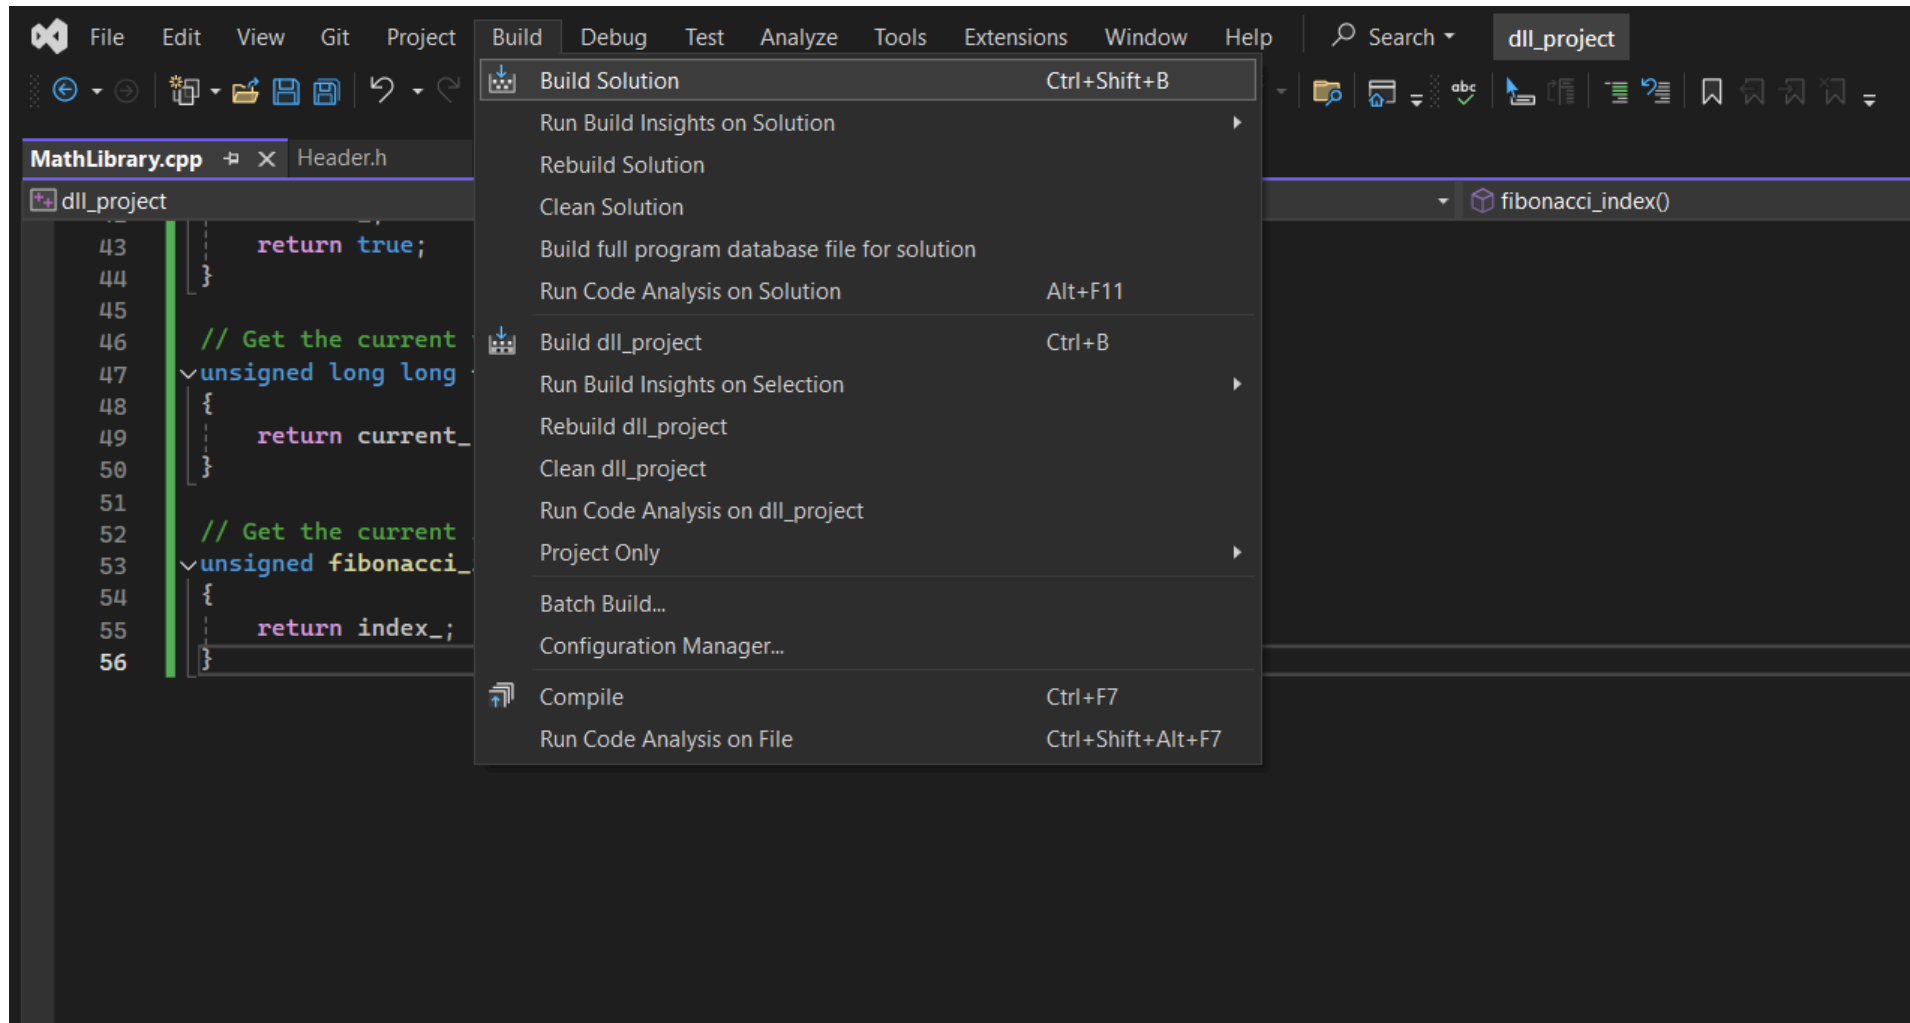 File Edit View Git Project Build Debug Test Analyze Tools Extensions Window Help Search dll_project
abc
MathLibrary.cpp Header.h
dll_project fibonacci_index()
43 return true;
44 }
45
46 // Get the current
47 unsigned long long
48 {
49 return current_
50 }
51
52 // Get the current
53 unsigned fibonacci_
54 {
55 return index_;
56 }
Build Solution Ctrl+Shift+B
Run Build Insights on Solution
Rebuild Solution
Clean Solution
Build full program database file for solution
Run Code Analysis on Solution Alt+F11
Build dll_project Ctrl+B
Run Build Insights on Selection
Rebuild dll_project
Clean dll_project
Run Code Analysis on dll_project
Project Only
Batch Build...
Configuration Manager...
Compile Ctrl+F7
Run Code Analysis on File Ctrl+Shift+Alt+F7